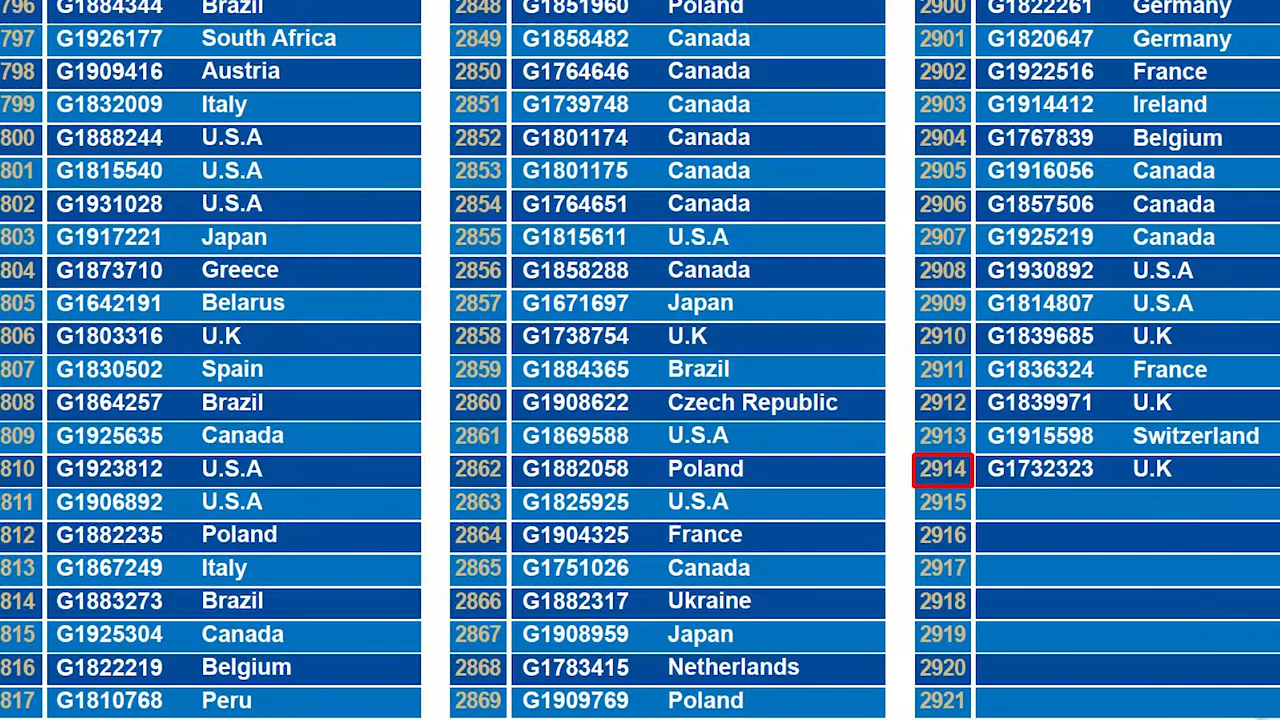 796 G1884344 Brazil
797 G1926177 South Africa
798 G1909416 Austria
799 G1832009 Italy
800 G1888244 U.S.A
801 G1815540 U.S.A
802 G1931028 U.S.A
803 G1917221 Japan
804 G1873710 Greece
805 G1642191 Belarus
806 G1803316 U.K
807 G1830502 Spain
808 G1864257 Brazil
809 G1925635 Canada
810 G1923812 U.S.A
811 G1906892 U.S.A
812 G1882235 Poland
813 G1867249 Italy
814 G1883273 Brazil
815 G1925304 Canada
816 G1822219 Belgium
817 G1810768 Peru
2848 G1851960 Poland
2849 G1858482 Canada
2850 G1764646 Canada
2851 G1739748 Canada
2852 G1801174 Canada
2853 G1801175 Canada
2854 G1764651 Canada
2855 G1815611 U.S.A
2856 G1858288 Canada
2857 G1671697 Japan
2858 G1738754 U.K
2859 G1884365 Brazil
2860 G1908622 Czech Republic
2861 G1869588 U.S.A
2862 G1882058 Poland
2863 G1825925 U.S.A
2864 G1904325 France
2865 G1751026 Canada
2866 G1882317 Ukraine
2867 G1908959 Japan
2868 G1783415 Netherlands
2869 G1909769 Poland
2900 G1822261 Germany
2901 G1820647 Germany
2902 G1922516 France
2903 G1914412 Ireland
2904 G1767839 Belgium
2905 G1916056 Canada
2906 G1857506 Canada
2907 G1925219 Canada
2908 G1930892 U.S.A
2909 G1814807 U.S.A
2910 G1839685 U.K
2911 G1836324 France
2912 G1839971 U.K
2913 G1915598 Switzerland
2914 G1732323 U.K
2915
2916
2917
2918
2919
2920
2921